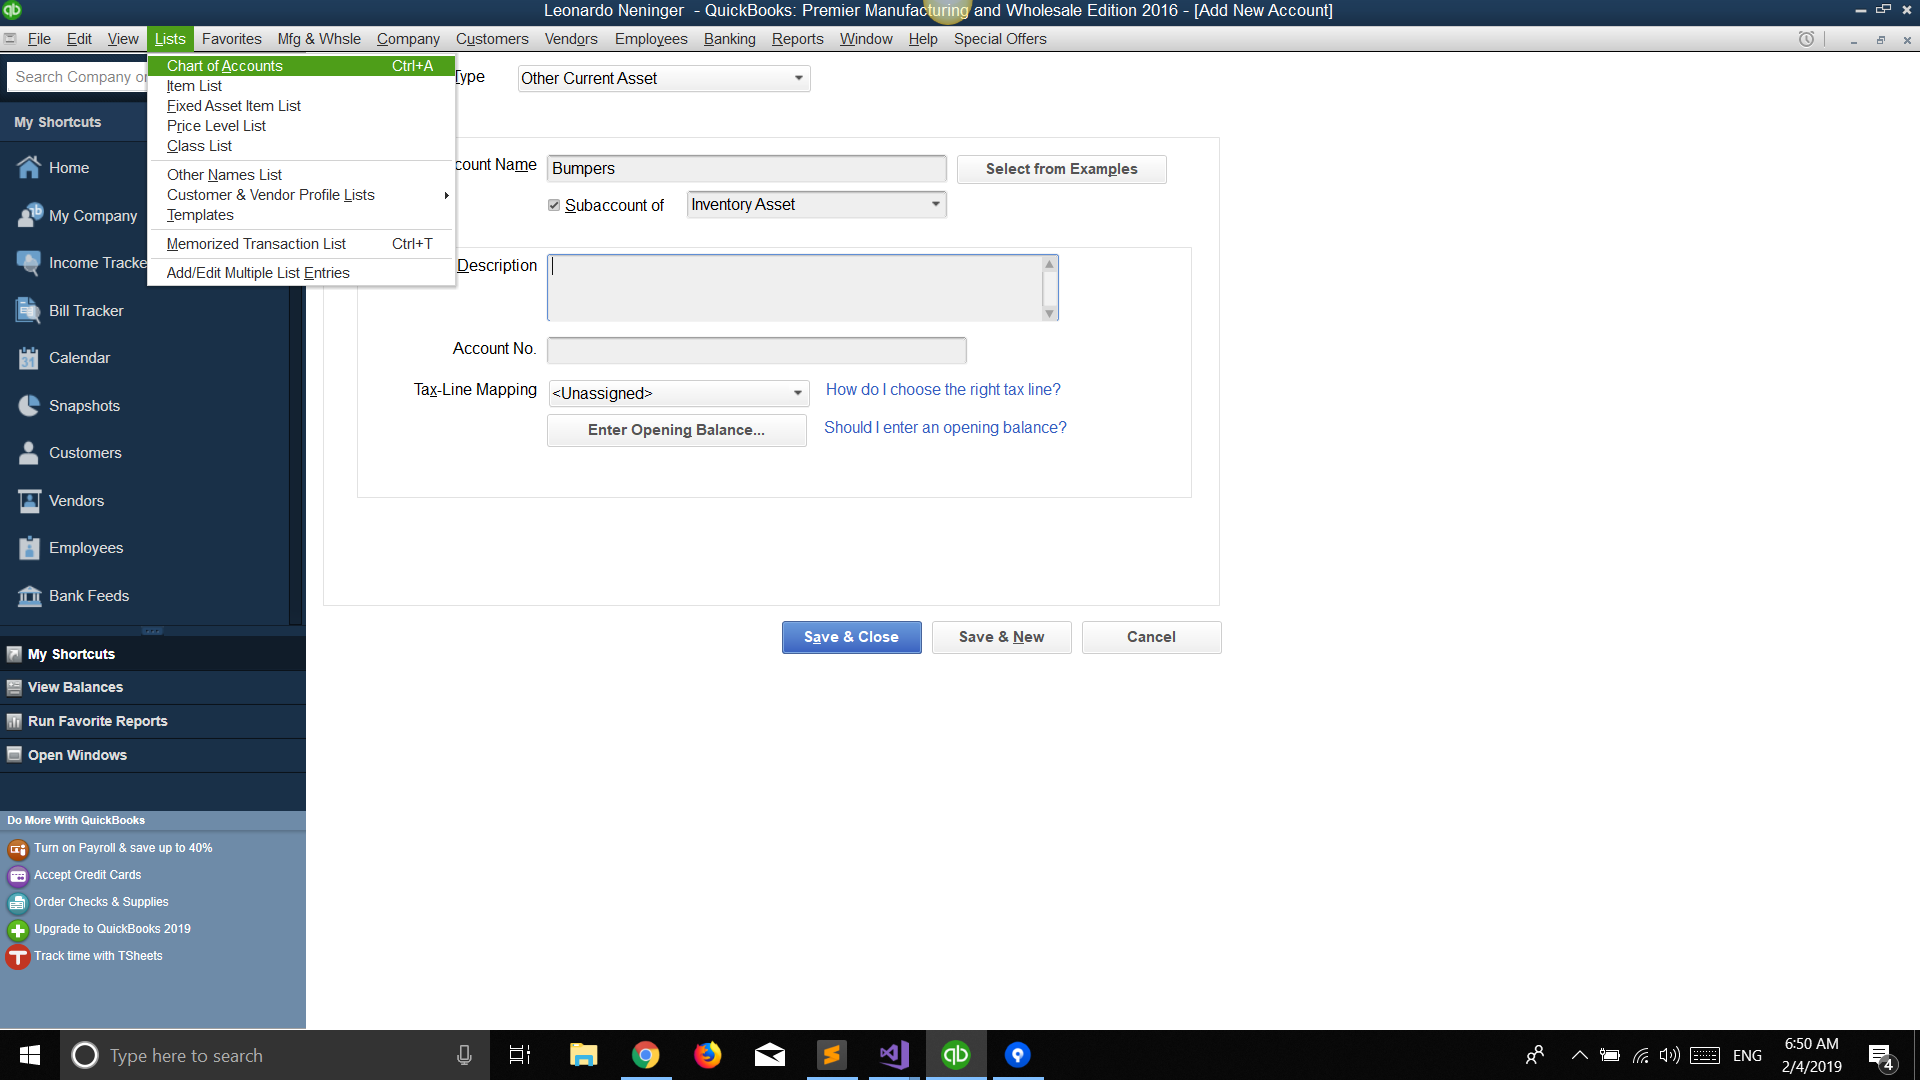 Leonardo Neninger - QuickBooks: Premier Manufacturing and Wholesale Edition 2016 - [Add New Account]
File Edit View Lists Favorites Mfg & Whsle Company Customers Vendors Employees Banking Reports Window Help Special Offers
Search Company or
My Shortcuts
Home
My Company
Income Tracke
Bill Tracker
Calendar
Snapshots
Customers
Vendors
Employees
Bank Feeds
My Shortcuts
View Balances
Run Favorite Reports
Open Windows
Do More With QuickBooks
Turn on Payroll & save up to 40%
Accept Credit Cards
Order Checks & Supplies
Upgrade to QuickBooks 2019
Track time with TSheets
Chart of Accounts Ctrl+A
Item List
Fixed Asset Item List
Price Level List
Class List
Other Names List
Customer & Vendor Profile Lists
Templates
Memorized Transaction List Ctrl+T
Add/Edit Multiple List Entries
Type Other Current Asset
count Name Bumpers Select from Examples
Subaccount of Inventory Asset
Description
Account No.
Tax-Line Mapping <Unassigned> How do I choose the right tax line?
Enter Opening Balance... Should I enter an opening balance?
Save & Close Save & New Cancel
Type here to search
qb
ENG
6:50 AM
2/4/2019
4